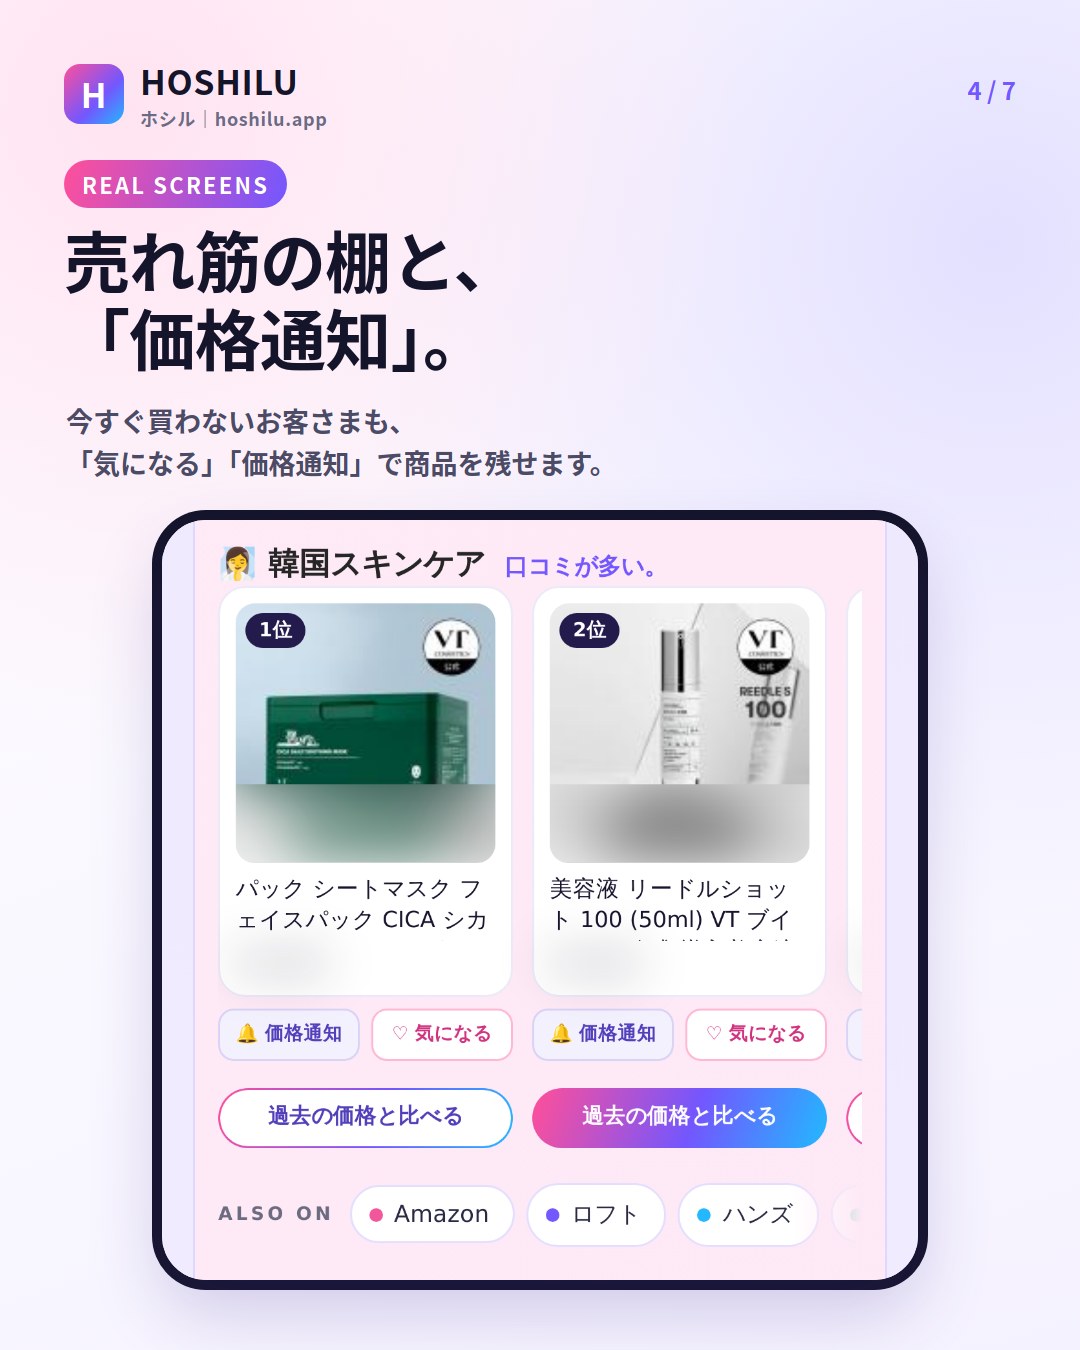 H
HOSHILU
ホシル｜hoshilu.app
4 / 7
REAL SCREENS
売れ筋の棚と、
「価格通知」。
今すぐ買わないお客さまも、
「気になる」「価格通知」で商品を残せます。
韓国スキンケア 口コミが多い。
1位
VT
COSMETICS
公式
2位
VT
COSMETICS
公式
REEDLE S
100
パック シートマスク フ
ェイスパック CICA シカ
美容液 リードルショッ
ト 100 (50ml) VT ブイ
🔔 価格通知
♡ 気になる
🔔 価格通知
♡ 気になる
過去の価格と比べる
過去の価格と比べる
ALSO ON
Amazon
ロフト
ハンズ